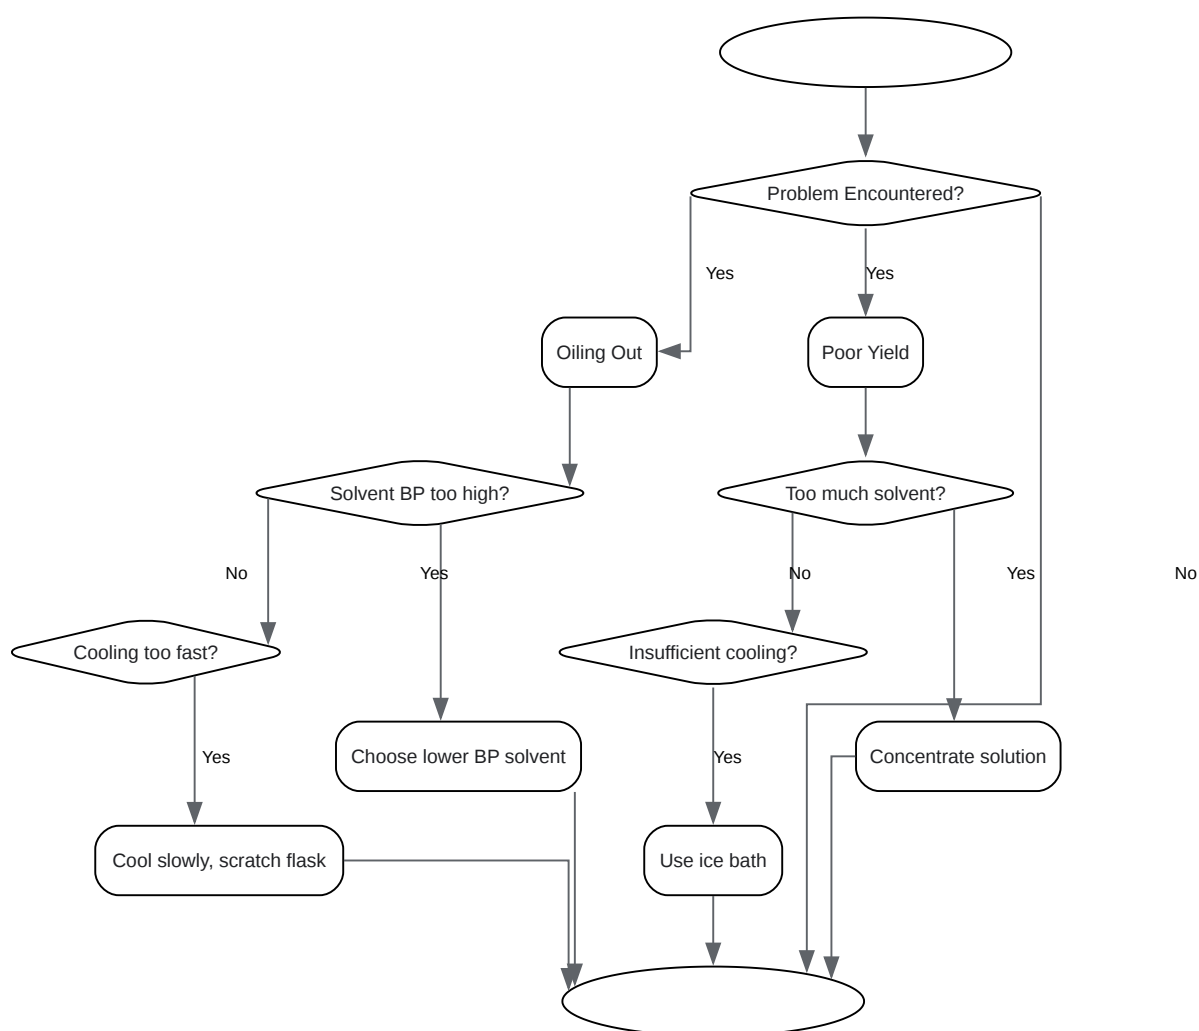 Problem Encountered?
Yes
Yes
Oiling Out
Poor Yield
Solvent BP too high?
Too much solvent?
No
Yes
No
Yes
No
Cooling too fast?
Insufficient cooling?
Yes
Choose lower BP solvent
Yes
Concentrate solution
Cool slowly, scratch flask
Use ice bath